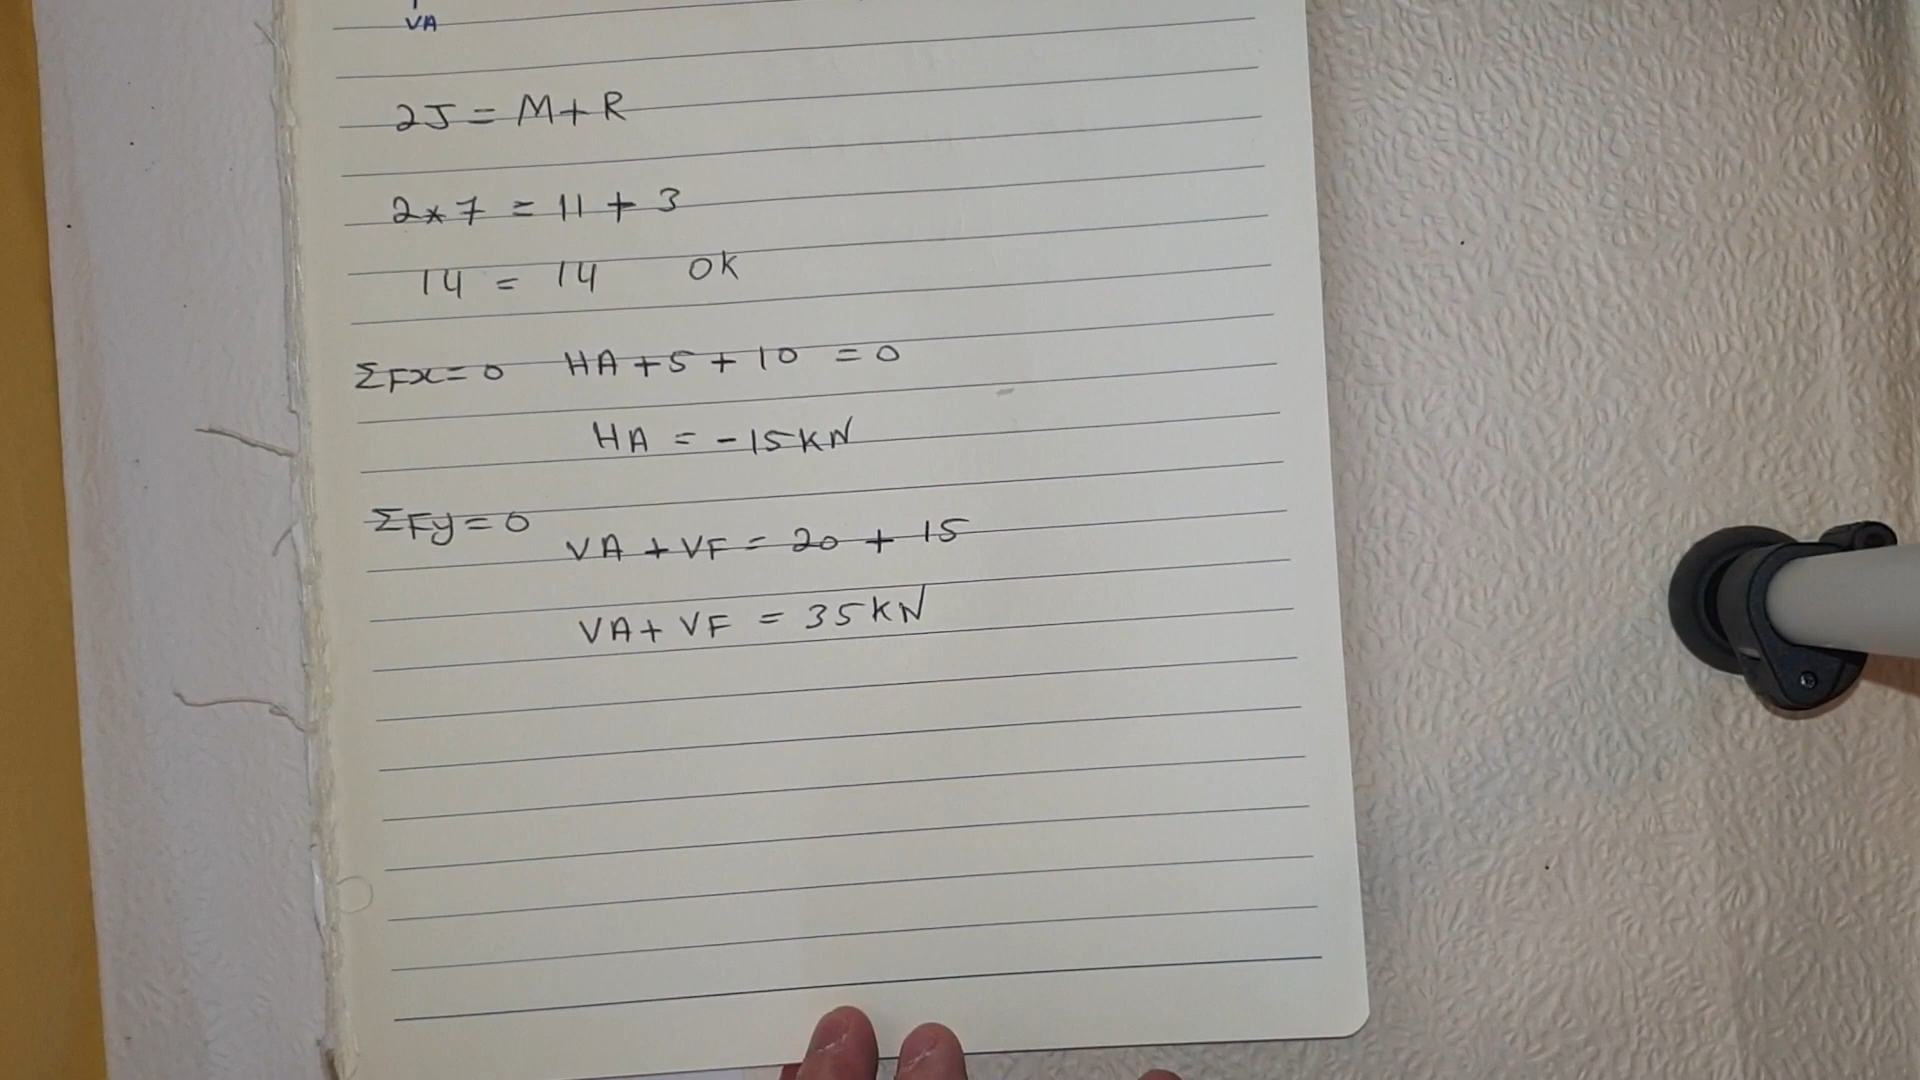 VA
2J = M+R
2*7 = 11 + 3
14 = 14 OK
ΣFx=0 HA+5+10 =0
HA = -15KN
ΣFy=0 VA+VF = 20 + 15
VA+VF = 35KN